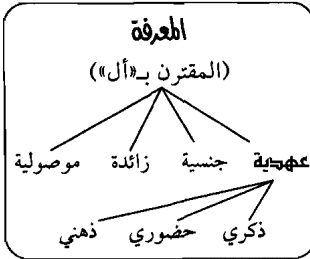 المعرفة
(المقترن بـ«أل»)
عهدية جنسية زائدة موصولية
ذكري حضوري ذهني